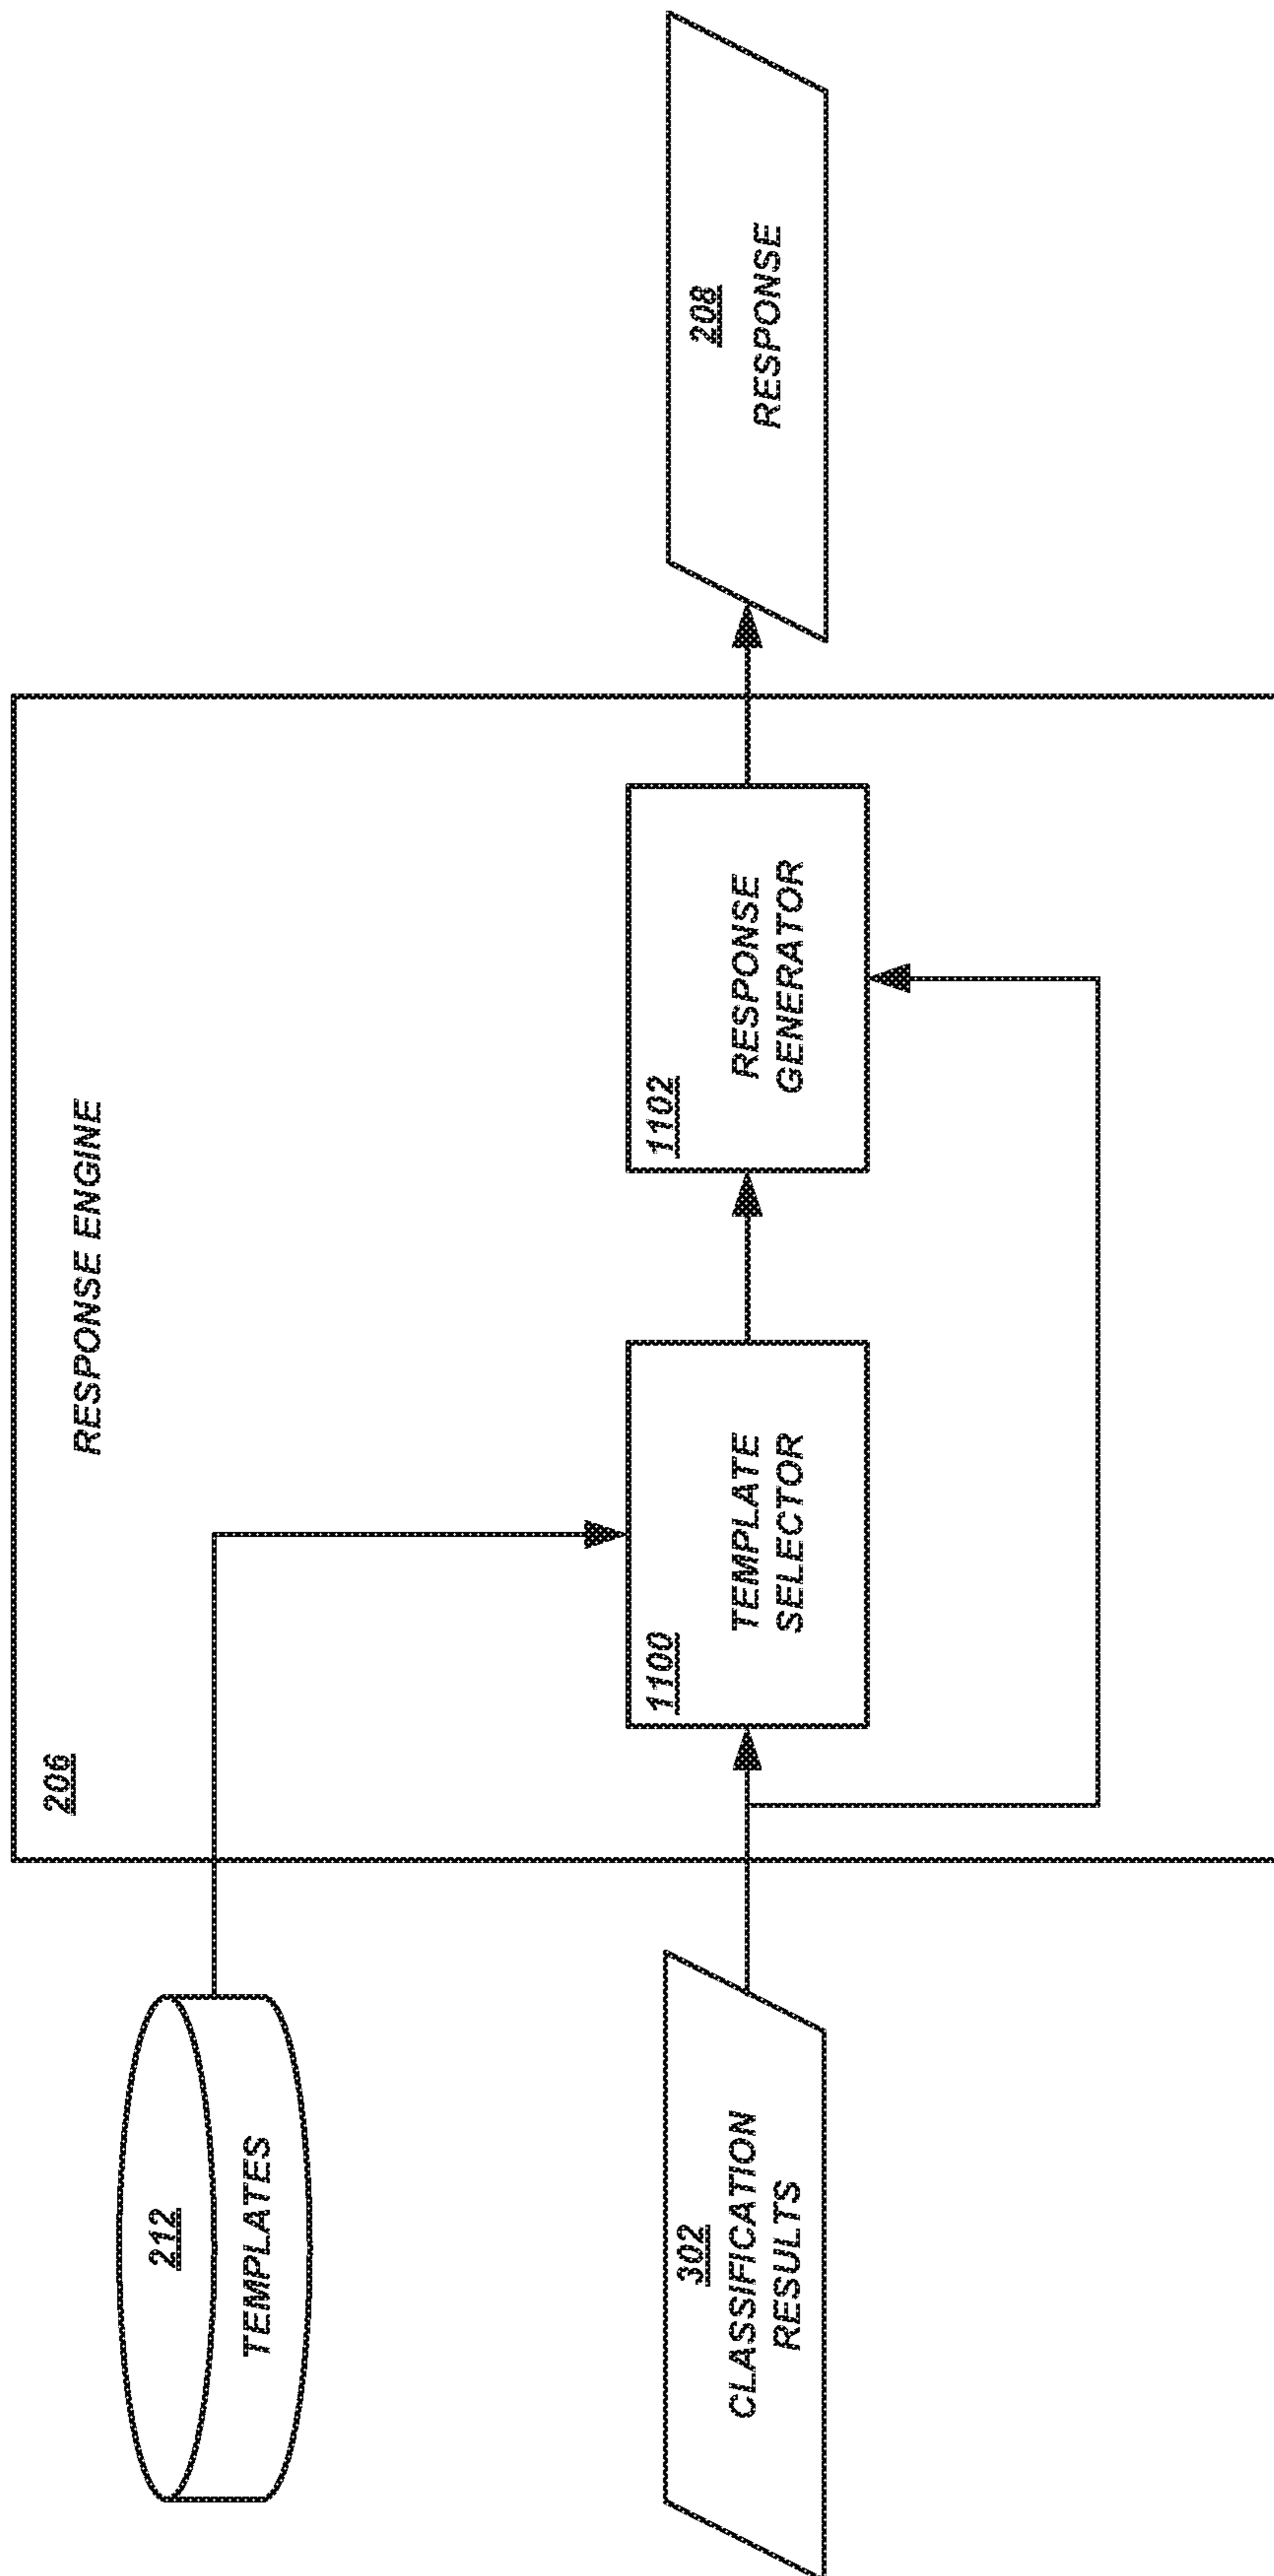 206
RESPONSE ENGINE
212
TEMPLATES
302
CLASSIFICATION
RESULTS
1100
TEMPLATE
SELECTOR
1102
RESPONSE
GENERATOR
208
RESPONSE